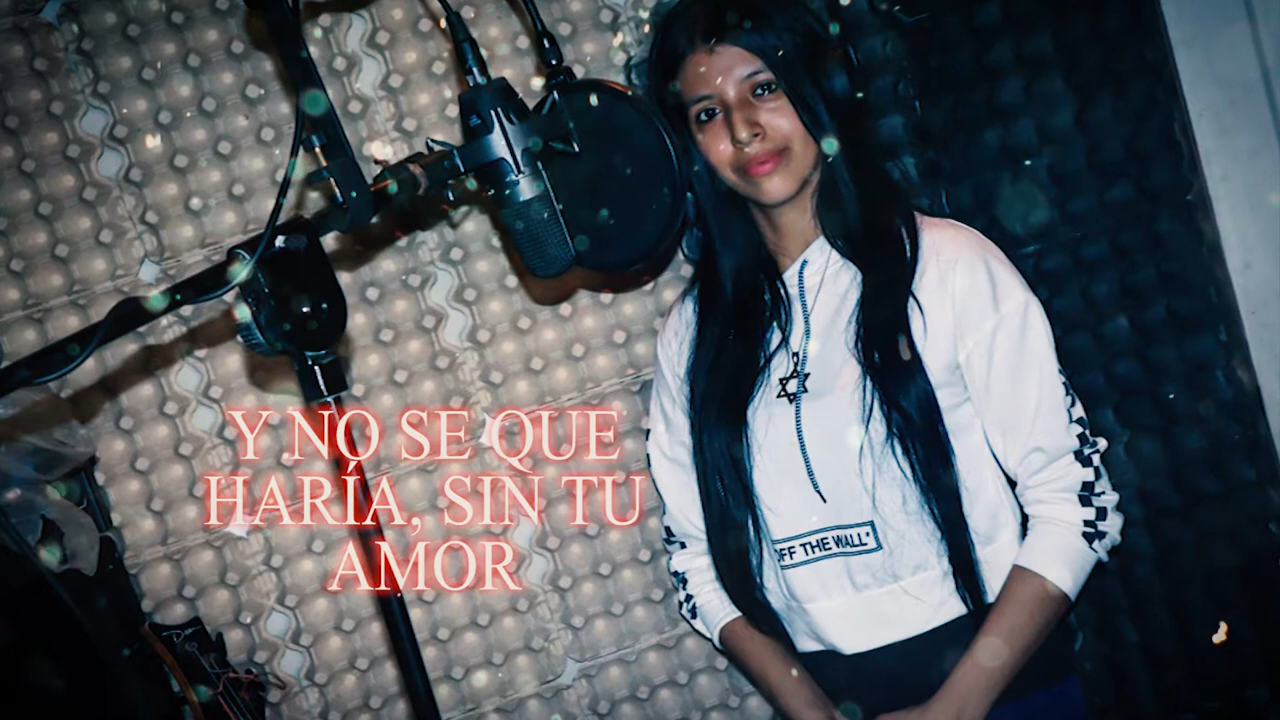 Y NO SE QUE
HARÍA, SIN TU
AMOR
OFF THE WALL"